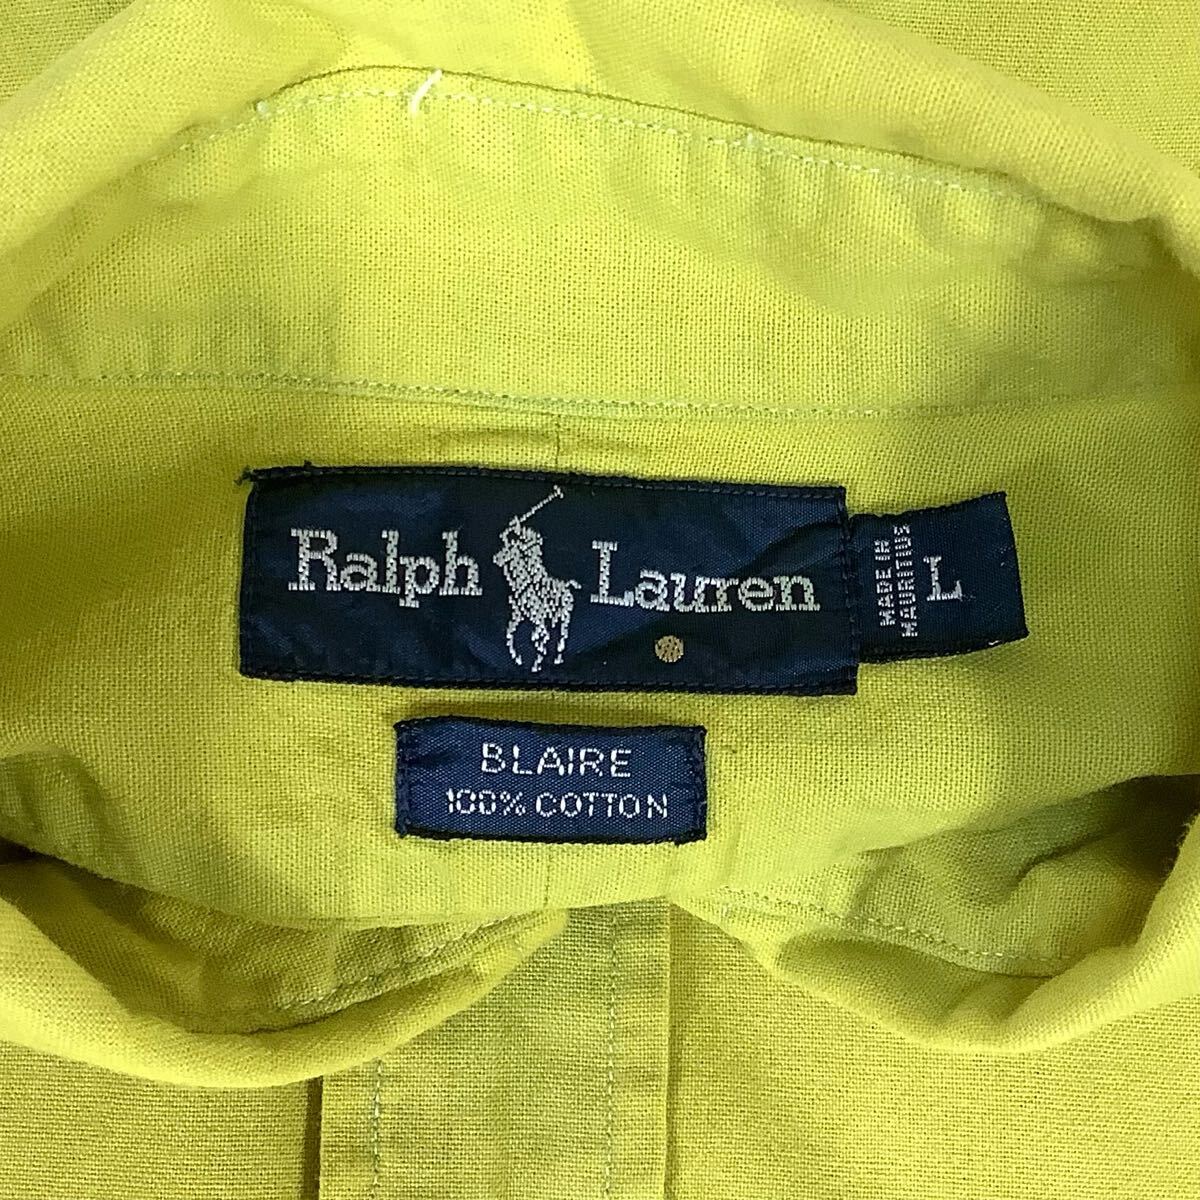 Ralph Lauren
MADE IN
MAURITIUS
L
BLAIRE
100% COTTON